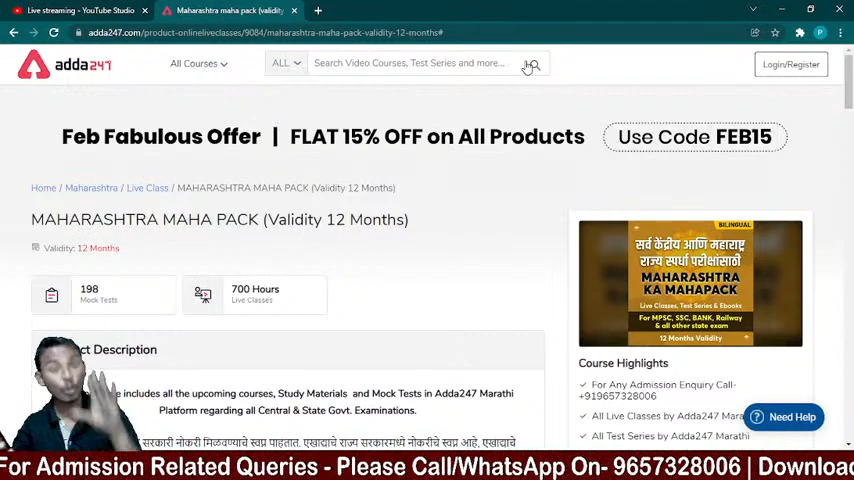 Live streaming - YouTube Studio
Maharashtra maha pack (validity
adda247.com/product-onlineliveclasses/9084/maharashtra-maha-pack-validity-12-months#
adda247
All Courses
ALL
Search Video Courses, Test Series and more...
Login/Register
Feb Fabulous Offer | FLAT 15% OFF on All Products
Use Code FEB15
Home / Maharashtra / Live Class / MAHARASHTRA MAHA PACK (Validity 12 Months)
MAHARASHTRA MAHA PACK (Validity 12 Months)
Validity: 12 Months
198
Mock Tests
700 Hours
Live Classes
BILINGUAL
सर्व केंद्रीय आणि महाराष्ट्र
राज्य स्पर्धा परीक्षांसाठी
MAHARASHTRA
KA MAHAPACK
Live Classes, Test Series & Ebooks
For MPSC, SSC, BANK, Railway
& all other state exam
12 Months Validity
ct Description
e includes all the upcoming courses, Study Materials and Mock Tests in Adda247 Marathi
Platform regarding all Central & State Govt. Examinations.
सरकारी नोकरी मिळवण्याचे स्वप्न पाहतात. एखाद्याचे राज्य सरकारमध्ये नोकरीचे स्वप्न असू शकते
Course Highlights
For Any Admission Enquiry Call-
+919657328006
All Live Classes by Adda247 Mara
All Test Series by Adda247 Marathi
Need Help
For Admission Related Queries - Please Call/WhatsApp On- 9657328006 | Download